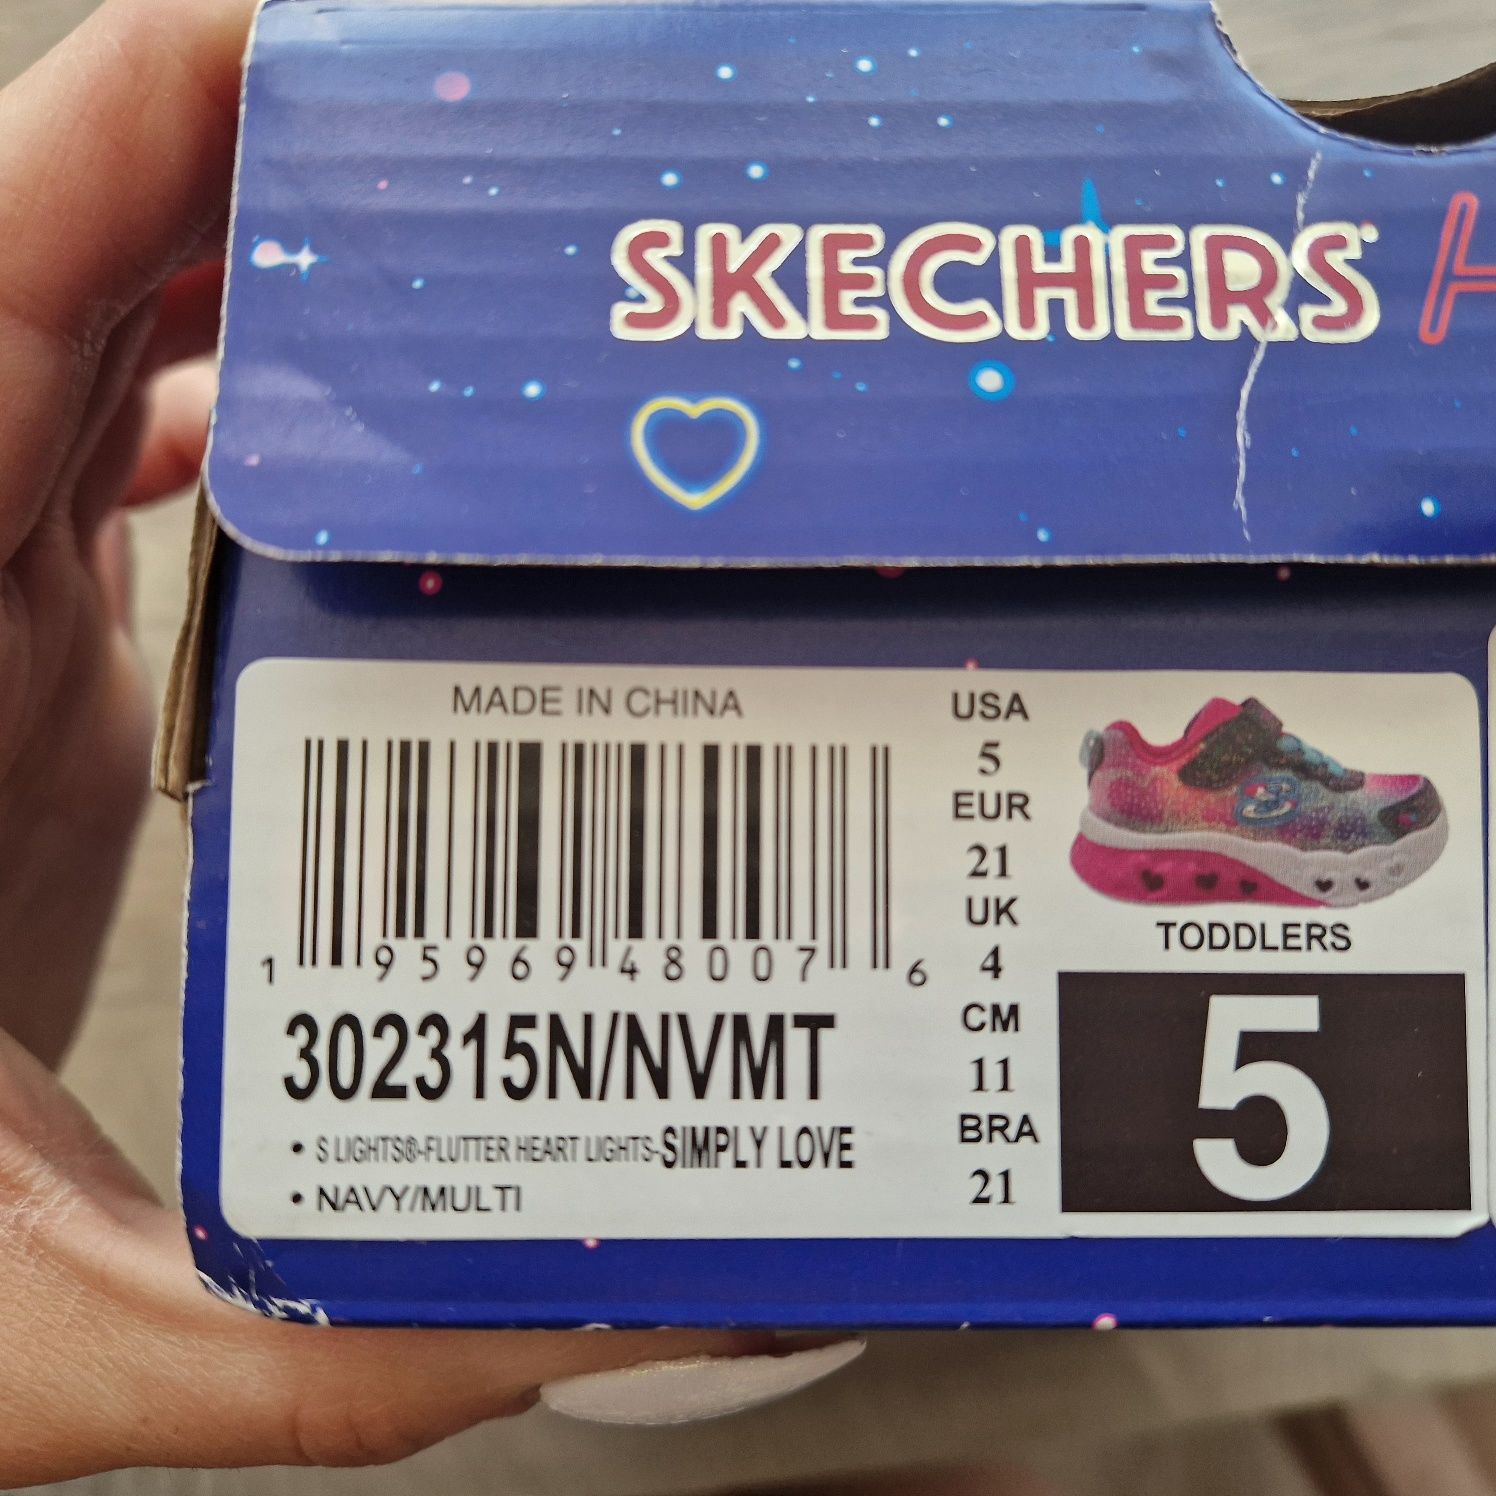 SKECHERS H
MADE IN CHINA
1 95969 48007 6
302315N/NVMT
• S LIGHTS®-FLUTTER HEART LIGHTS-SIMPLY LOVE
• NAVY/MULTI
USA
5
EUR
21
UK
4
CM
11
BRA
21
TODDLERS
5